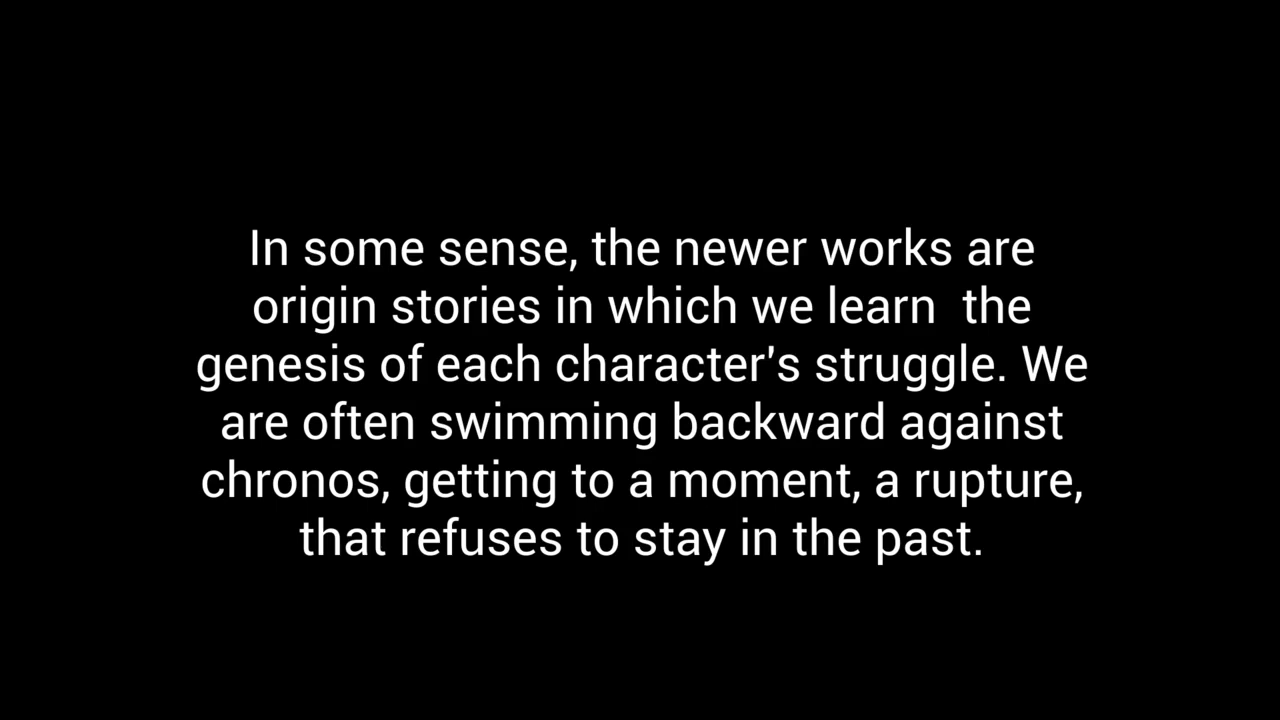 In some sense, the newer works are
origin stories in which we learn  the
genesis of each character's struggle. We
are often swimming backward against
chronos, getting to a moment, a rupture,
that refuses to stay in the past.